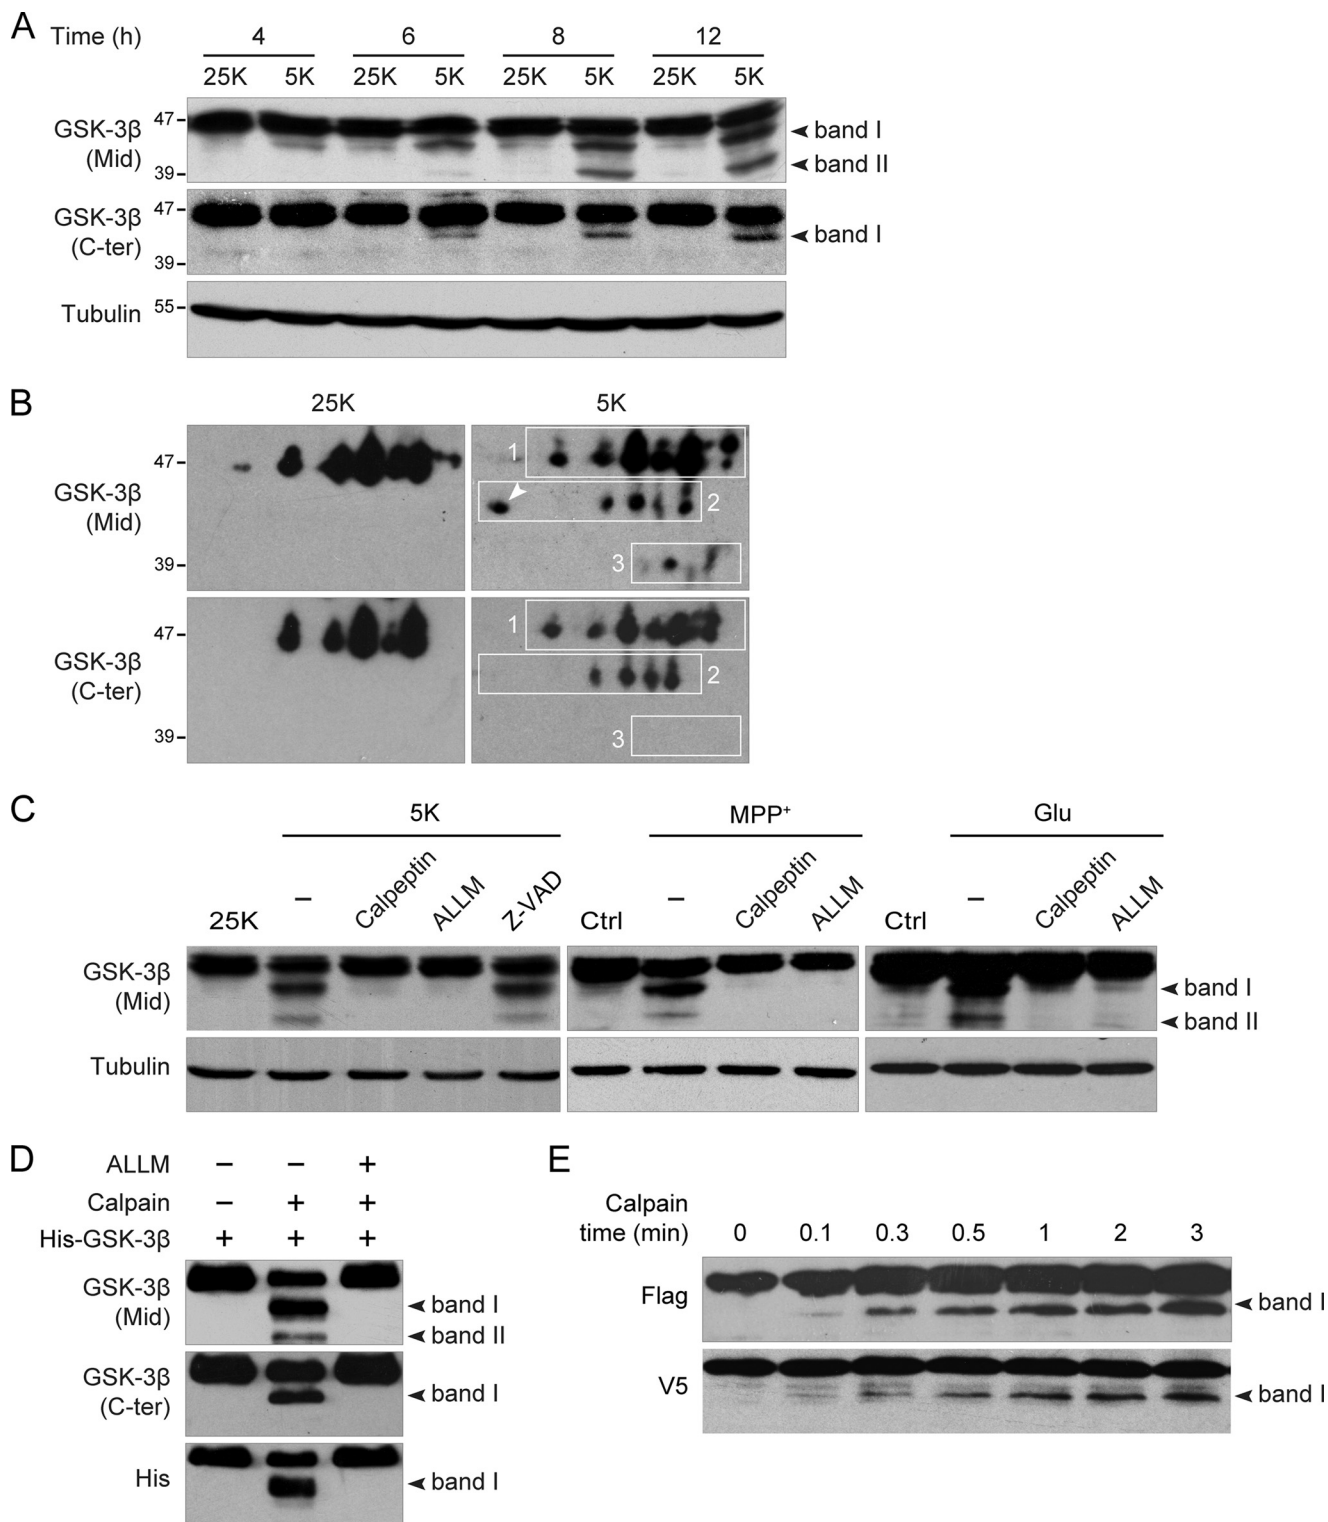 A
Time (h) 4 6 8 12
25K 5K 25K 5K 25K 5K 25K 5K
GSK-3β
(Mid)
47
39
band I
band II
GSK-3β
(C-ter)
47
39
band I
Tubulin
55
B
25K 5K
GSK-3β
(Mid)
47
39
1
2
3
GSK-3β
(C-ter)
47
39
1
2
3
C
5K MPP⁺ Glu
25K – Calpeptin ALLM Z-VAD Ctrl – Calpeptin ALLM Ctrl – Calpeptin ALLM
GSK-3β
(Mid)
band I
band II
Tubulin
D
ALLM – – +
Calpain – + +
His-GSK-3β + + +
GSK-3β
(Mid)
band I
band II
GSK-3β
(C-ter)
band I
His
band I
E
Calpain
time (min) 0 0.1 0.3 0.5 1 2 3
Flag
band I
V5
band I